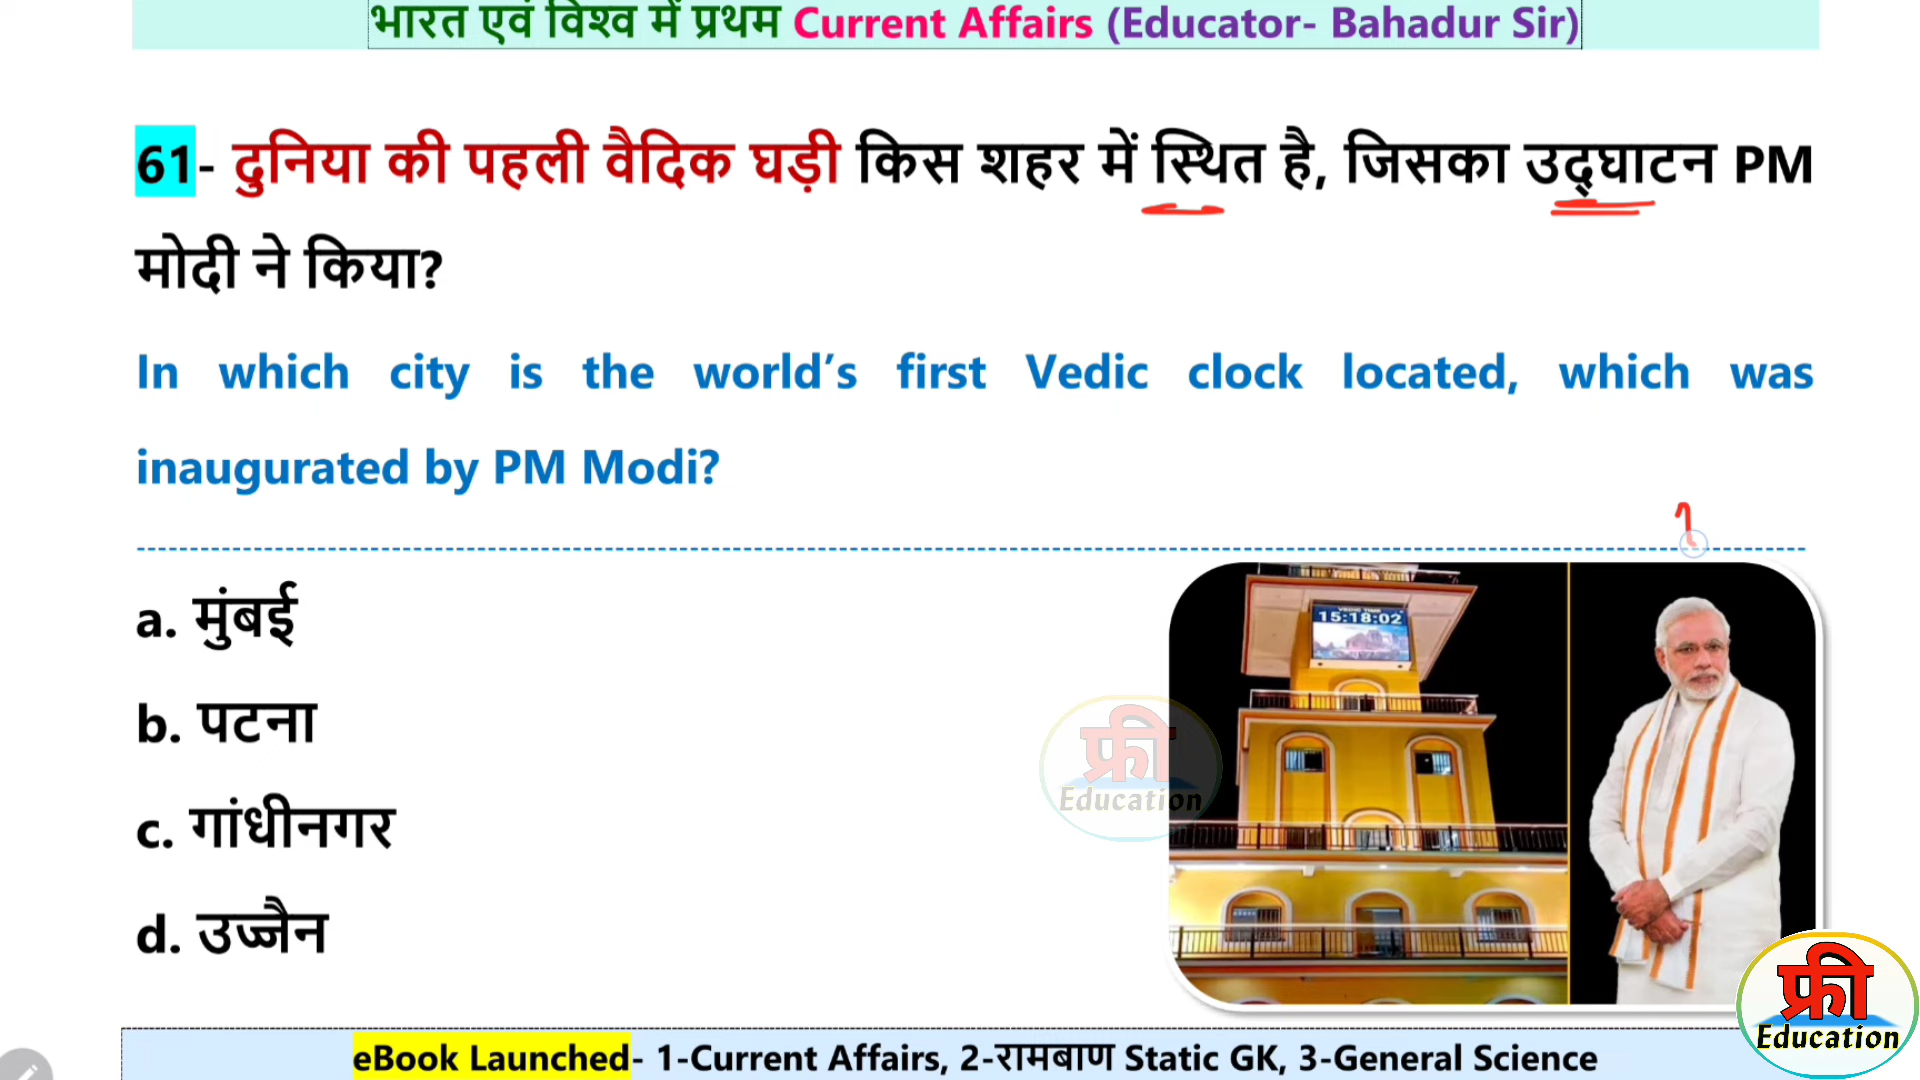 भारत एवं विश्व में प्रथम Current Affairs (Educator- Bahadur Sir)
61- दुनिया की पहली वैदिक घड़ी किस शहर में स्थित है, जिसका उद्घाटन PM
मोदी ने किया?
In which city is the world’s first Vedic clock located, which was
inaugurated by PM Modi?
a. मुंबई
b. पटना
c. गांधीनगर
d. उज्जैन
VEDIC TIME
15:18:02
फ्री
Education
फ्री
Education
eBook Launched- 1-Current Affairs, 2-रामबाण Static GK, 3-General Science